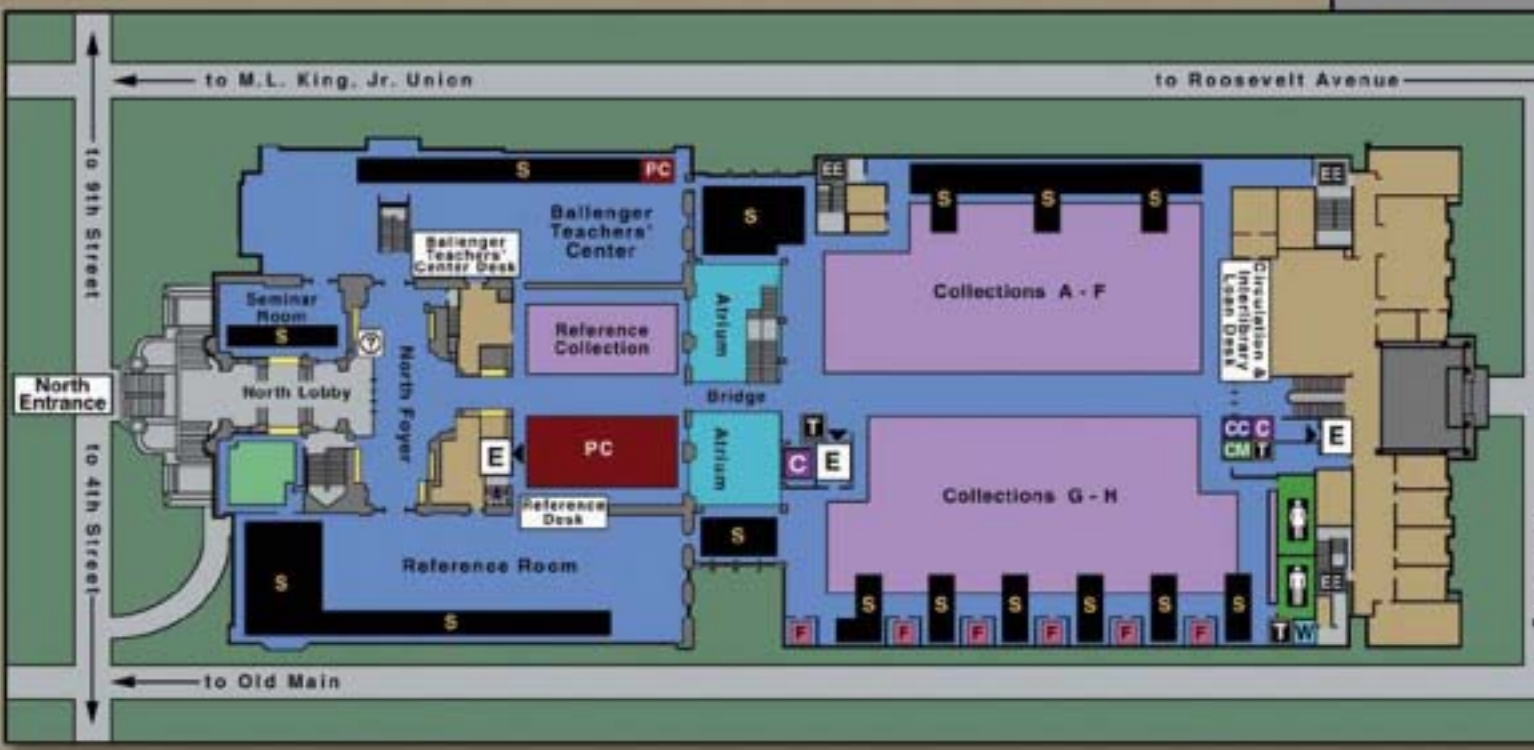 to M.L. King, Jr. Union
to Roosevelt Avenue
to 9th Street
S
PC
EE
EE
S
S
S
S
Ballenger
Teachers'
Center
Ballenger
Teachers'
Center Desk
Seminar
Room
S
?
Atrium
Collections A - F
Circulation &
Interlibrary
Loan Desk
Reference
Collection
North
Entrance
North Lobby
North Foyer
Bridge
T
CC
C
CM
T
E
E
PC
Atrium
C
E
to 4th Street
Collections G - H
Reference
Desk
S
Reference Room
S
S
EE
S
S
S
S
S
S
F
F
F
F
F
F
T
W
to Old Main